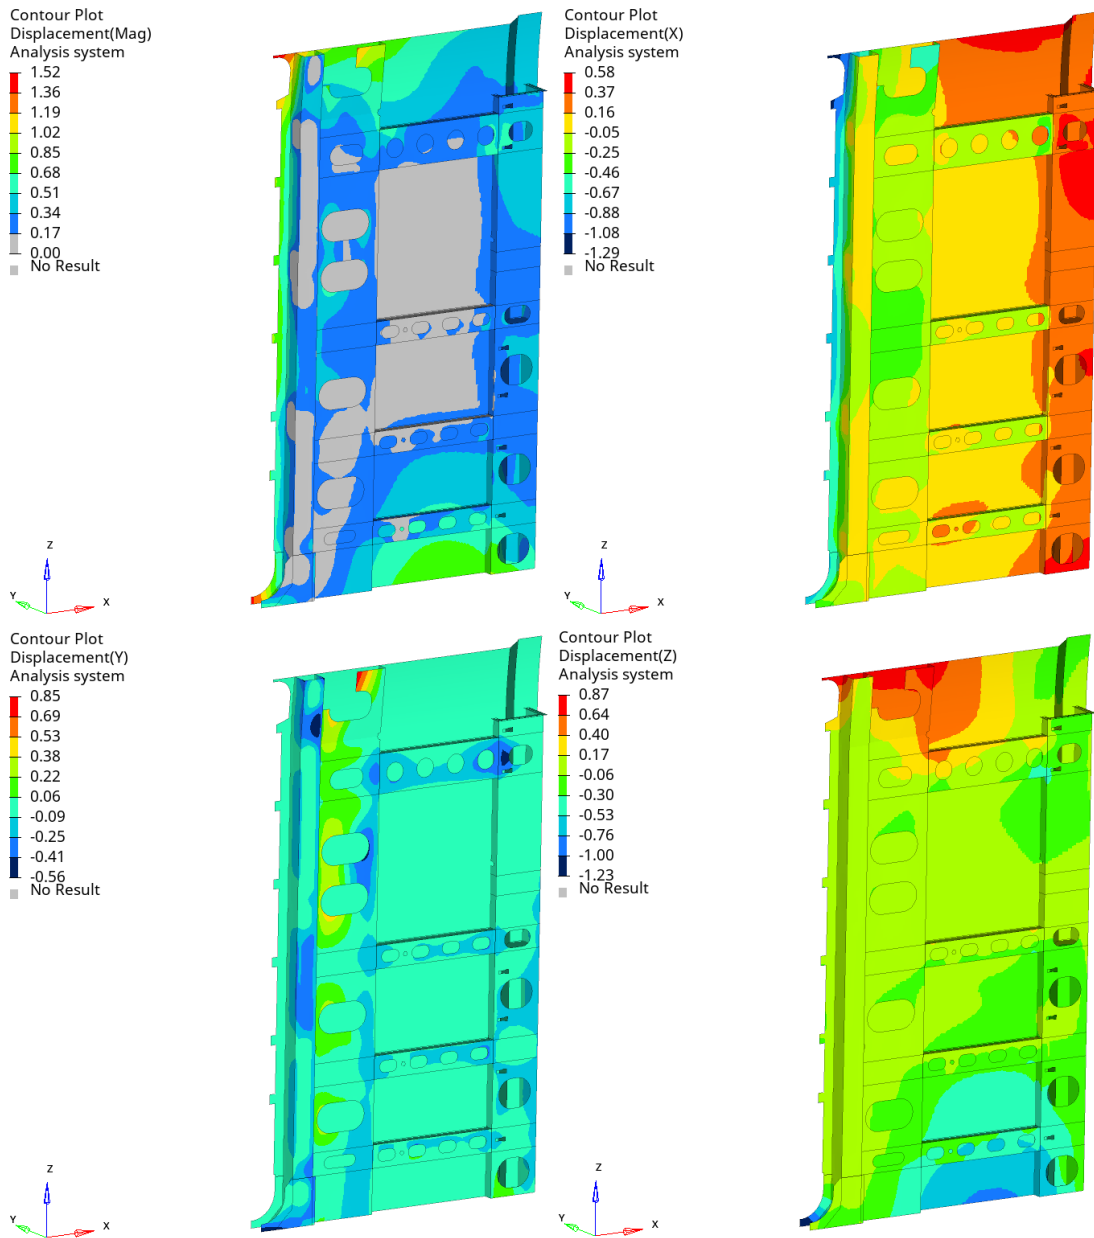 Contour Plot
Displacement(Mag)
Analysis system
1.52
1.36
1.19
1.02
0.85
0.68
0.51
0.34
0.17
0.00
No Result
Z
Y
X
Contour Plot
Displacement(X)
Analysis system
0.58
0.37
0.16
-0.05
-0.25
-0.46
-0.67
-0.88
-1.08
-1.29
No Result
Z
Y
X
Contour Plot
Displacement(Y)
Analysis system
0.85
0.69
0.53
0.38
0.22
0.06
-0.09
-0.25
-0.41
-0.56
No Result
Z
Y
X
Contour Plot
Displacement(Z)
Analysis system
0.87
0.64
0.40
0.17
-0.06
-0.30
-0.53
-0.76
-1.00
-1.23
No Result
Z
Y
X